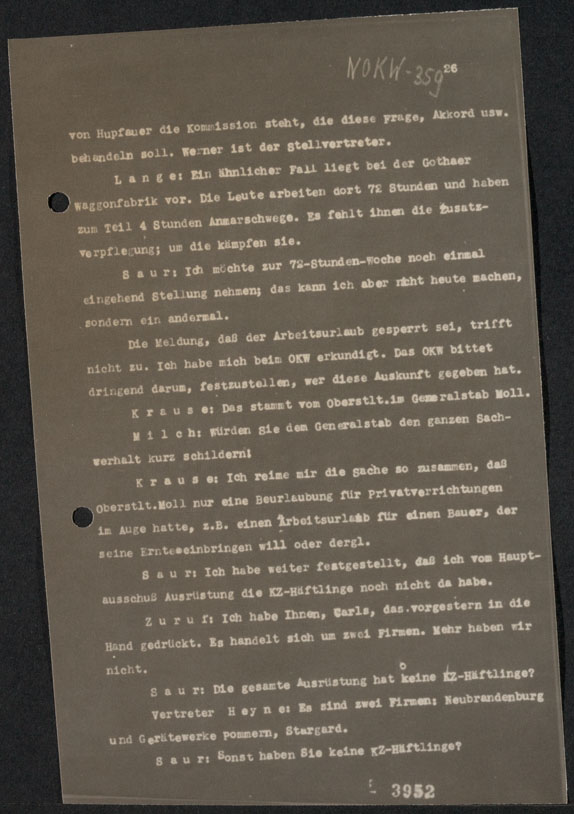 NOKW-359
26
von Hupfauer die Kommission steht, die diese Frage, Akkord usw.
behandeln soll. Werner ist der Stellvertreter.
L a n g e : Ein ähnlicher Fall liegt bei der Gothaer
Waggonfabrik vor. Die Leute arbeiten dort 72 Stunden und haben
zum Teil 4 Stunden Anmarschwege. Es fehlt ihnen die Zusatz-
verpflegung; um die kämpfen sie.
S a u r : Ich möchte zur 72-Stunden-Woche noch einmal
eingehend Stellung nehmen; das kann ich aber nicht heute machen,
sondern ein andermal.
Die Meldung, daß der Arbeitsurlaub gesperrt sei, trifft
nicht zu. Ich habe mich beim OKW erkundigt. Das OKW bittet
dringend darum, festzustellen, wer diese Auskunft gegeben hat.
K r a u s e : Das stammt vom Oberstlt.im Generalstab Moll.
M i l c h : Würden Sie dem Generalstab den ganzen Sach-
verhalt kurz schildern!
K r a u s e : Ich reime mir die Sache so zusammen, daß
Oberstlt.Moll nur eine Beurlaubung für Privatverrichtungen
im Auge hatte, z.B. einen Arbeitsurlaub für einen Bauer, der
seine Ernteeinbringen will oder dergl.
S a u r : Ich habe weiter festgestellt, daß ich vom Haupt-
ausschuß Ausrüstung die KZ-Häftlinge noch nicht da habe.
Z u r u f : Ich habe Ihnen, Carls, das.vorgestern in die
Hand gedrückt. Es handelt sich um zwei Firmen. Mehr haben wir
nicht.
S a u r : Die gesamte Ausrüstung hat keine KZ-Häftlinge?
Vertreter H e y n e : Es sind zwei Firmen: Neubrandenburg
und Gerätewerke Pommern, Stargard.
S a u r : Sonst haben Sie keine KZ-Häftlinge?
3952